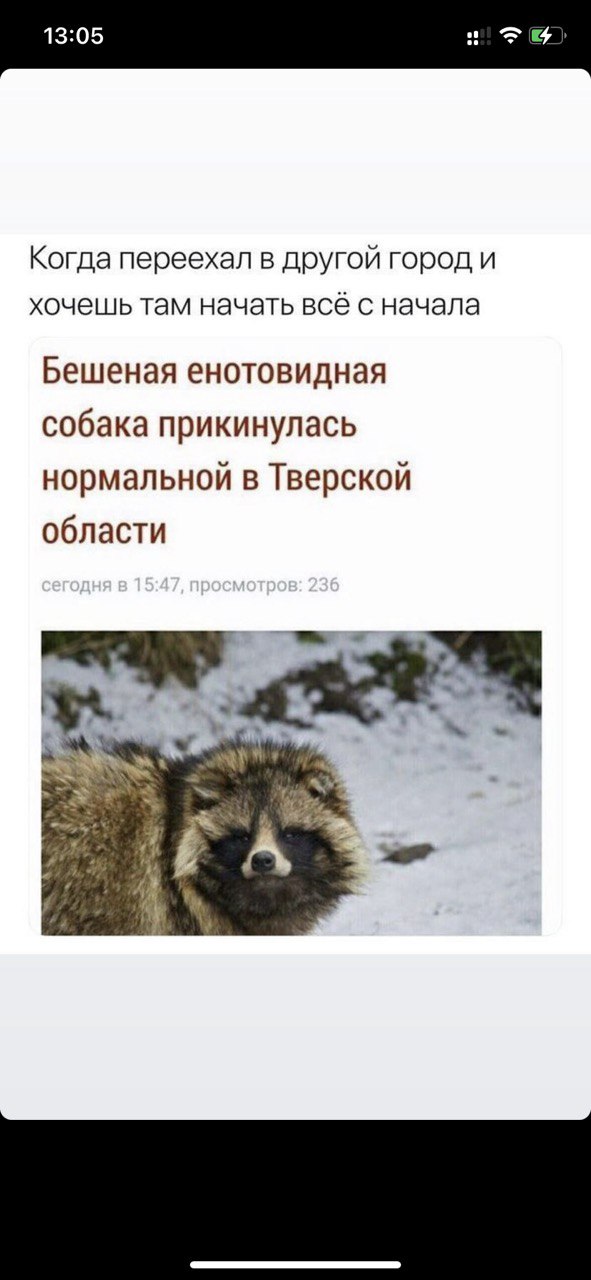 13:05
Когда переехал в другой город и
хочешь там начать всё с начала
Бешеная енотовидная
собака прикинулась
нормальной в Тверской
области
сегодня в 15:47, просмотров: 236